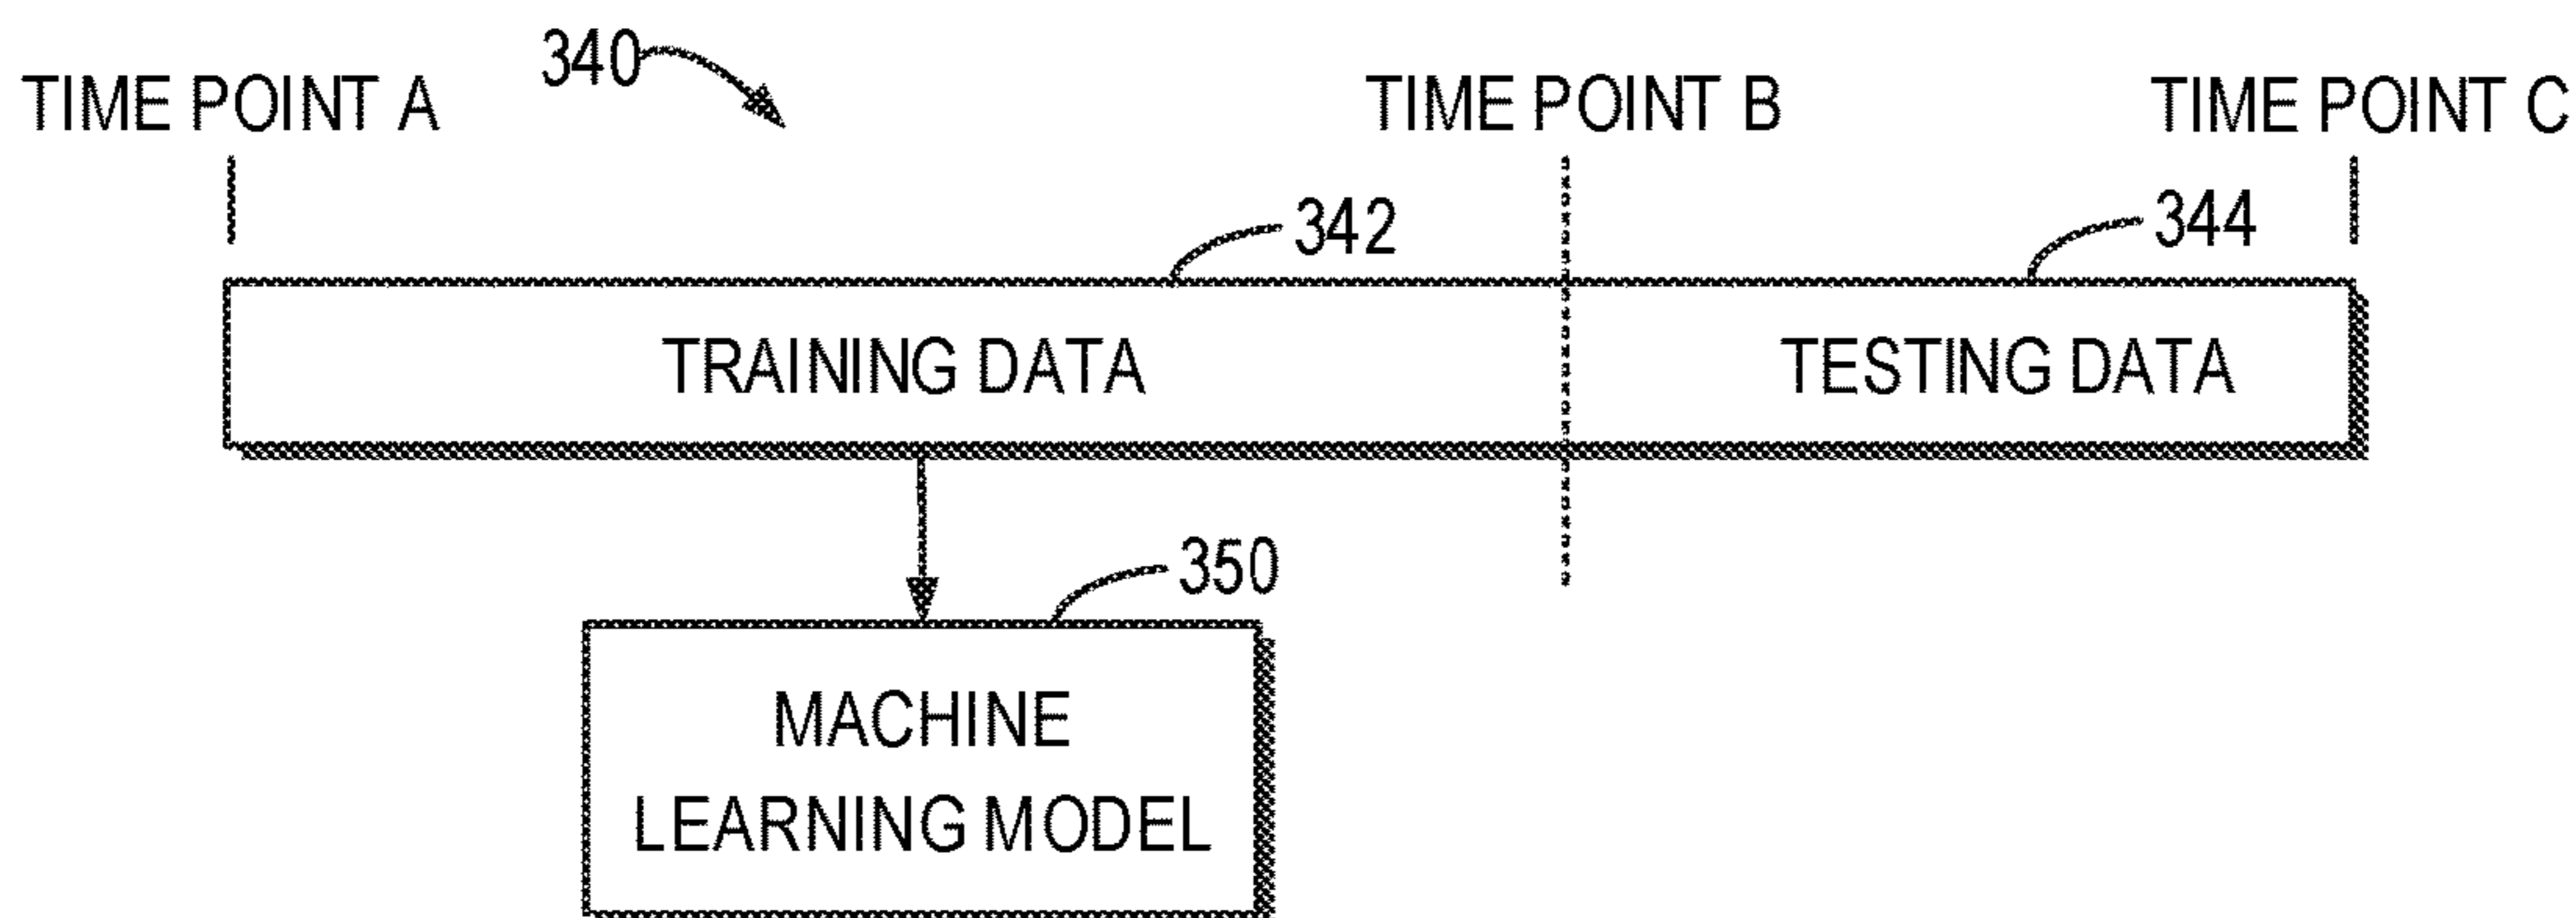 340
TIME POINT A
TIME POINT B
TIME POINT C
342
344
TRAINING DATA
TESTING DATA
350
MACHINE
LEARNING MODEL